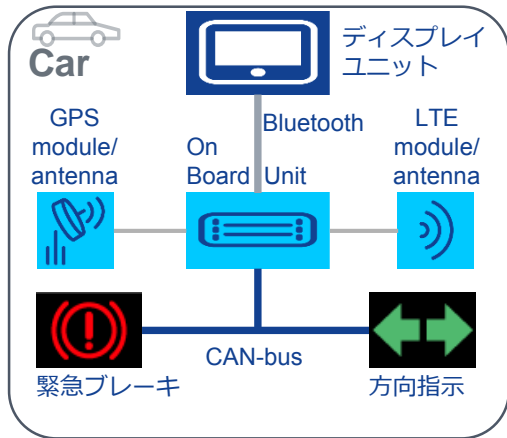 Car
ディスプレイ
ユニット
Bluetooth
GPS
module/
antenna
On
Board Unit
LTE
module/
antenna
CAN-bus
緊急ブレーキ
方向指示